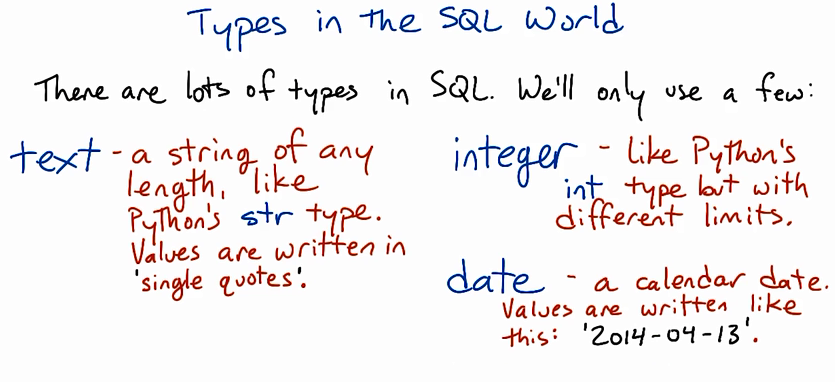 Types in the SQL World
There are lots of types in SQL. We'll only use a few:
text - a string of any
length, like
Python's str type.
Values are written in
'single quotes'.
integer - like Python's
int type but with
different limits.
date - a calendar date.
Values are written like
this: '2014-04-13'.